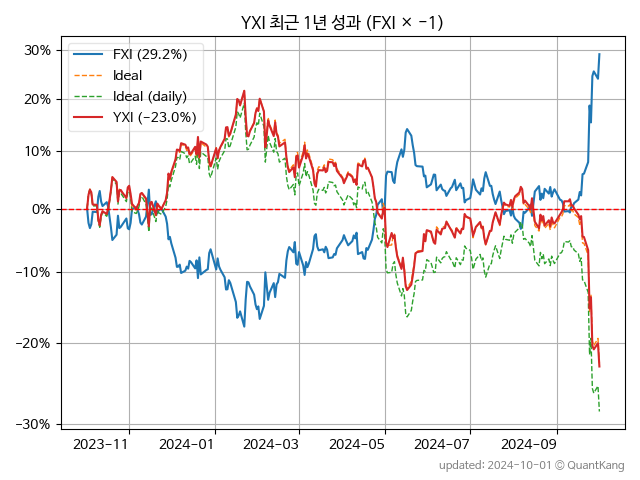 YXI 최근 1년 성과 (FXI × −1)
FXI (29.2%)
Ideal
Ideal (daily)
YXI (−23.0%)
30%
20%
10%
0%
−10%
−20%
−30%
2023-11 2024-01 2024-03 2024-05 2024-07 2024-09
updated: 2024-10-01 © QuantKang